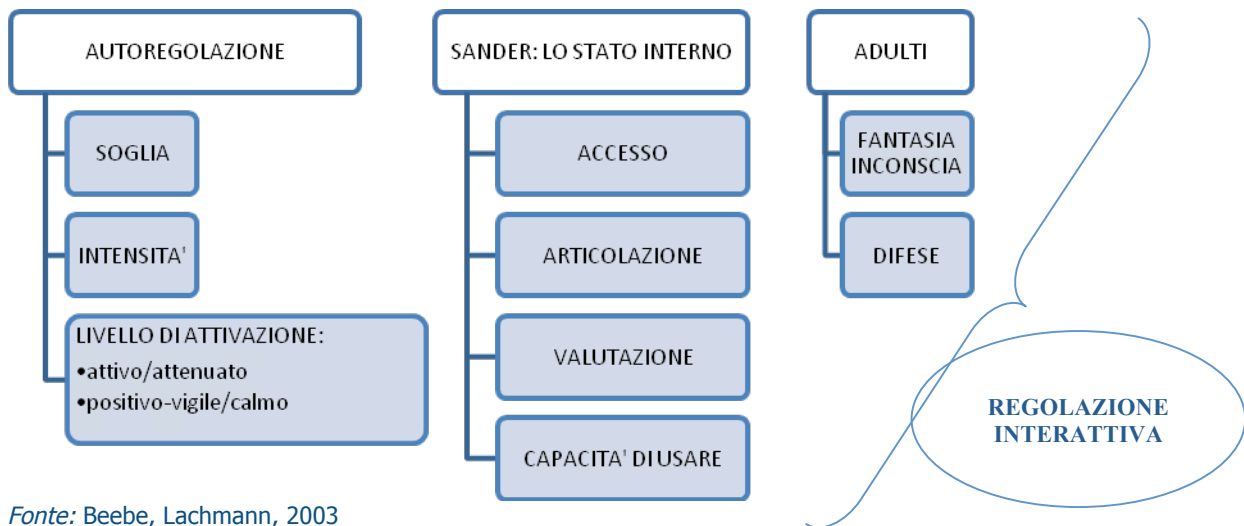 AUTOREGOLAZIONE
SOGLIA
INTENSITA'
LIVELLO DI ATTIVAZIONE:
•attivo/attenuato
•positivo-vigile/calmo
SANDER: LO STATO INTERNO
ACCESSO
ARTICOLAZIONE
VALUTAZIONE
CAPACITA' DI USARE
ADULTI
FANTASIA
INCONSCIA
DIFESE
REGOLAZIONE
INTERATTIVA
Fonte: Beebe, Lachmann, 2003